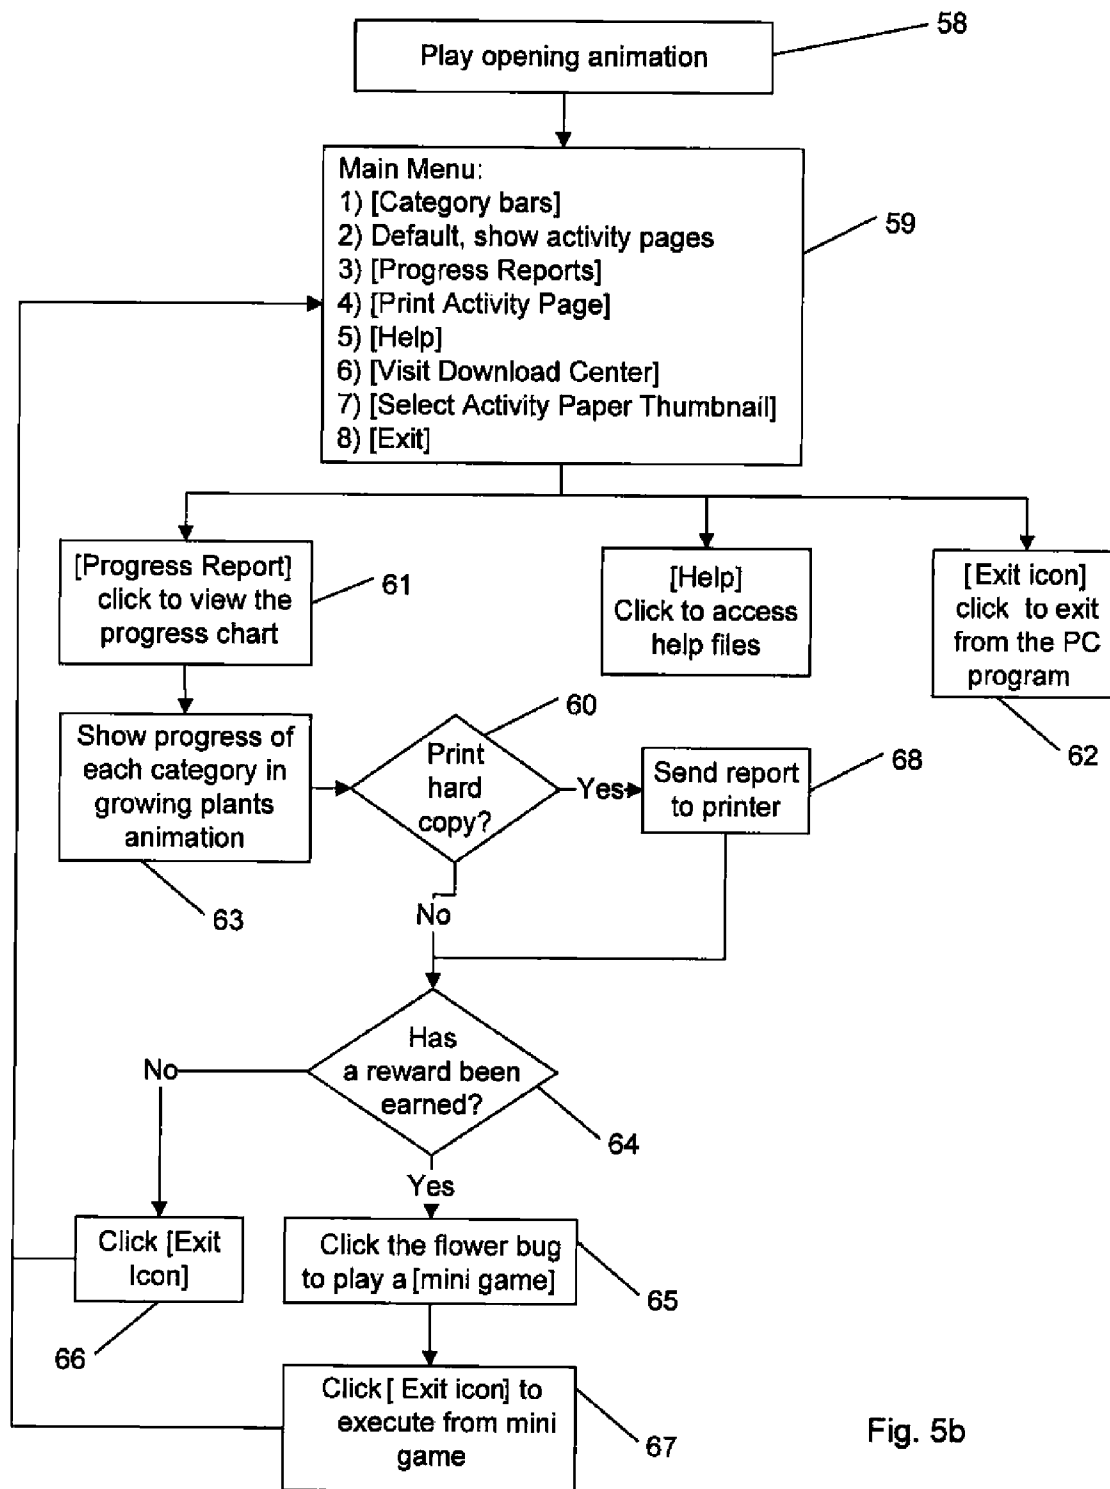 58
Play opening animation
Main Menu:
1) [Category bars]
2) Default, show activity pages
3) [Progress Reports]
4) [Print Activity Page]
5) [Help]
6) [Visit Download Center]
7) [Select Activity Paper Thumbnail]
8) [Exit]
59
[Progress Report]
click to view the
progress chart
61
[Help]
Click to access
help files
[Exit icon]
click to exit
from the PC
program
62
Show progress of
each category in
growing plants
animation
63
60
Print
hard
copy?
Yes
Send report
to printer
68
No
Has
a reward been
earned?
64
No
Yes
Click [Exit
Icon]
66
Click the flower bug
to play a [mini game]
65
Click [ Exit icon] to
execute from mini
game
67
Fig. 5b